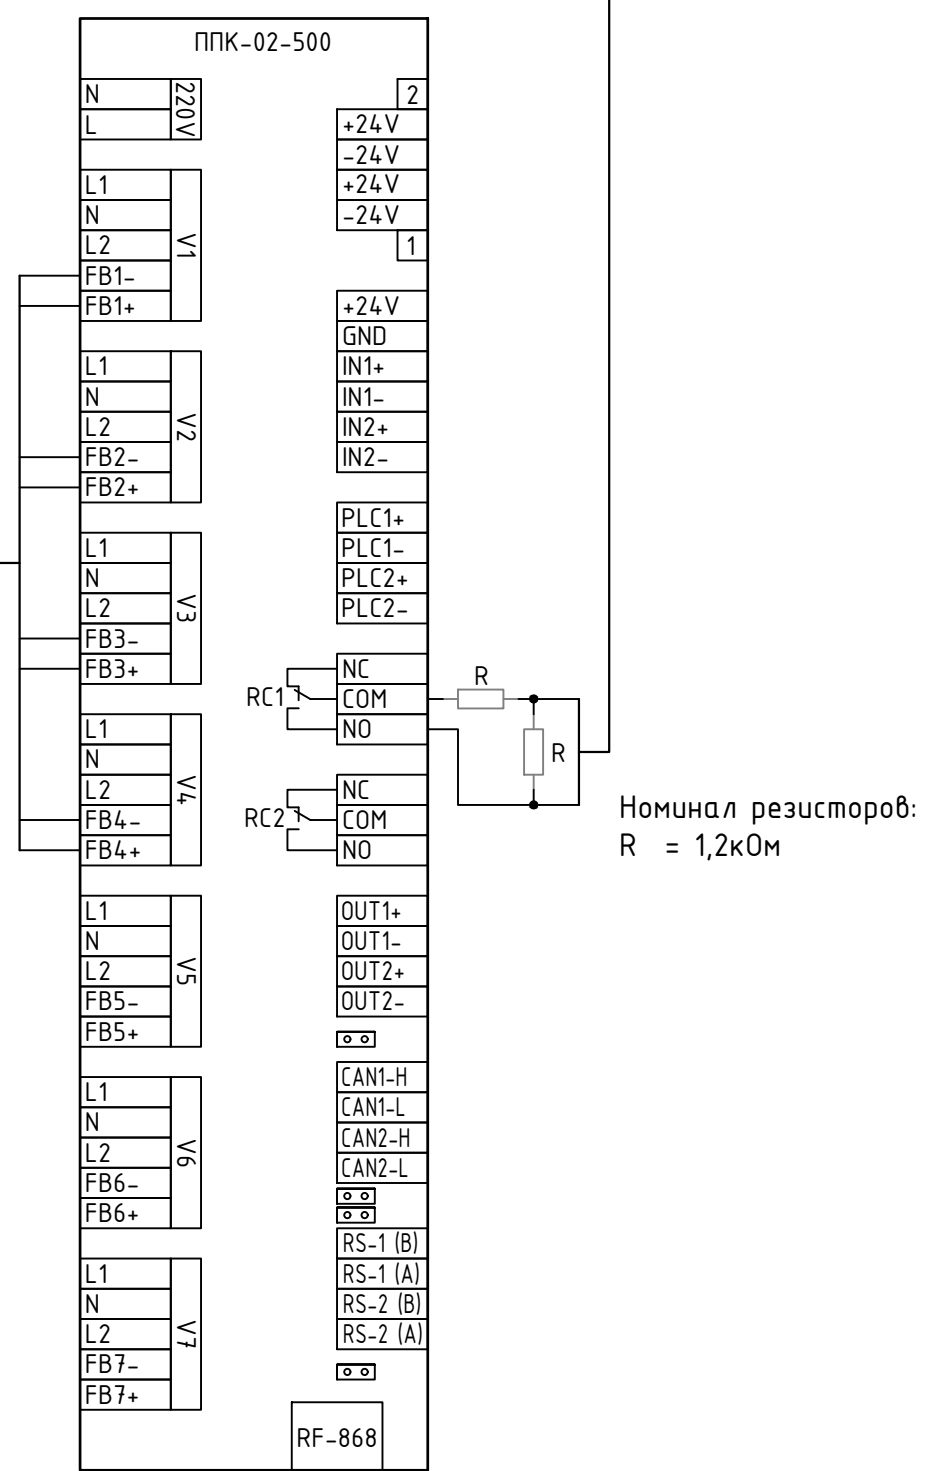 ППК-02-500
N
L
220V
L1
N
L2
FB1-
FB1+
V1
L1
N
L2
FB2-
FB2+
V2
L1
N
L2
FB3-
FB3+
V3
L1
N
L2
FB4-
FB4+
V4
L1
N
L2
FB5-
FB5+
V5
L1
N
L2
FB6-
FB6+
V6
L1
N
L2
FB7-
FB7+
V7
2
+24V
-24V
+24V
-24V
1
+24V
GND
IN1+
IN1-
IN2+
IN2-
PLC1+
PLC1-
PLC2+
PLC2-
RC1
NC
COM
NO
RC2
NC
COM
NO
OUT1+
OUT1-
OUT2+
OUT2-
CAN1-H
CAN1-L
CAN2-H
CAN2-L
RS-1 (B)
RS-1 (A)
RS-2 (B)
RS-2 (A)
RF-868
R
R
Номинал резисторов:
R = 1,2кОм